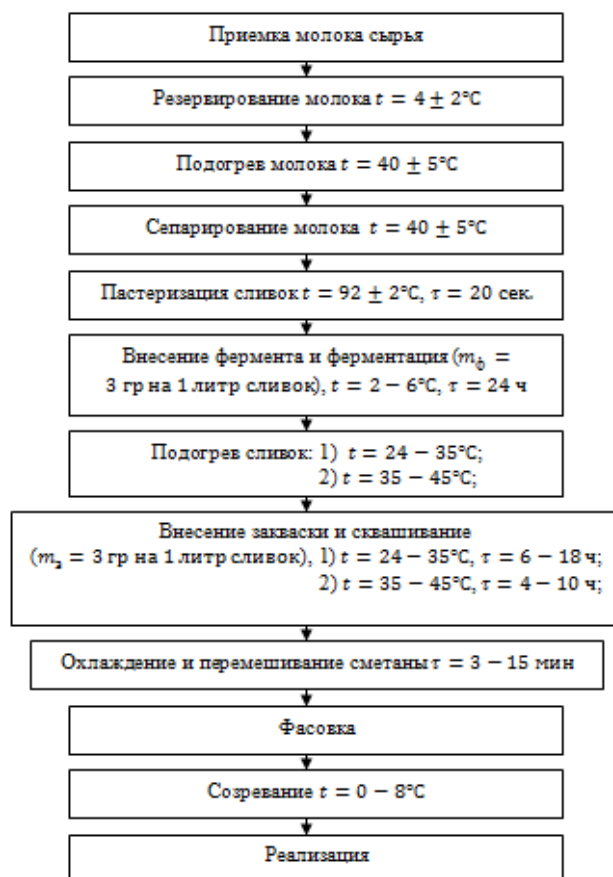 Приемка молока сырья
Резервирование молока t = 4 ± 2°C
Подогрев молока t = 40 ± 5°C
Сепарирование молока t = 40 ± 5°C
Пастеризация сливок t = 92 ± 2°C, τ = 20 сек.
Внесение фермента и ферментация (m_ф =
3 гр на 1 литр сливок), t = 2 − 6°C, τ = 24 ч
Подогрев сливок: 1) t = 24 − 35°C;
2) t = 35 − 45°C;
Внесение закваски и сквашивание
(m_з = 3 гр на 1 литр сливок), 1) t = 24 − 35°C, τ = 6 − 18 ч;
2) t = 35 − 45°C, τ = 4 − 10 ч;
Охлаждение и перемешивание сметаны τ = 3 − 15 мин
Фасовка
Созревание t = 0 − 8°C
Реализация